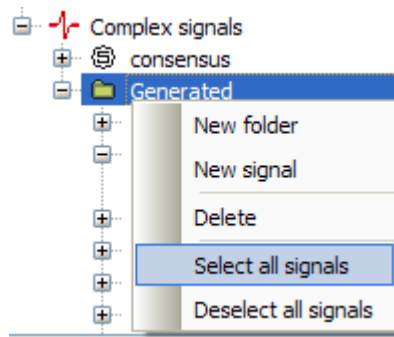 Complex signals
consensus
Generated
New folder
New signal
Delete
Select all signals
Deselect all signals